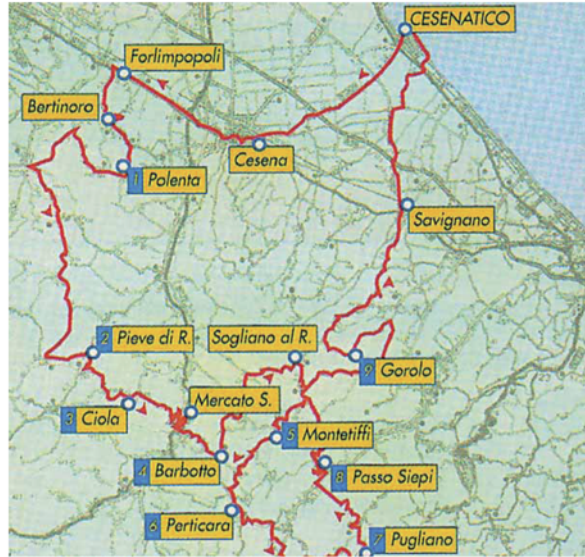 CESENATICO
Forlimpopoli
Bertinoro
Cesena
1 Polenta
Savignano
2 Pieve di R.
Sogliano al R.
9 Gorolo
3 Ciola
Mercato S.
5 Montetiffi
4 Barbotto
8 Passo Siepi
6 Perticara
7 Pugliano